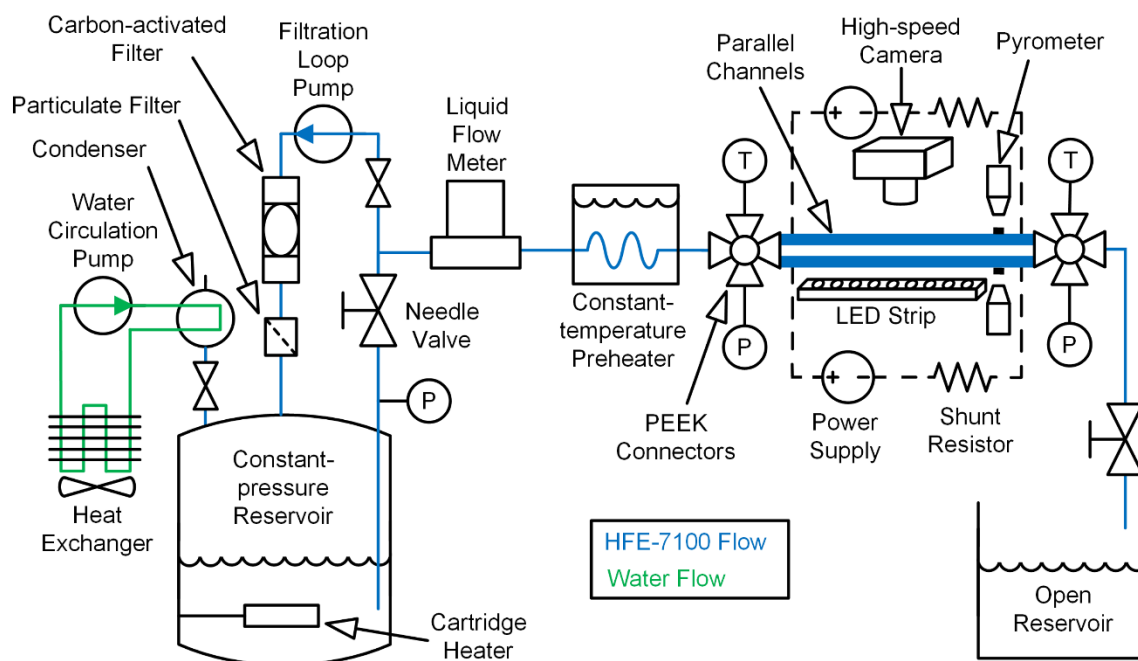 Carbon-activated
Filter
Filtration
Loop
Pump
High-speed
Camera
Parallel
Channels
Pyrometer
Particulate Filter
Liquid
Flow
Meter
Condenser
Water
Circulation
Pump
T
T
Needle
Valve
Constant-
temperature
Preheater
LED Strip
P
P
P
PEEK
Connectors
Power
Supply
Shunt
Resistor
Constant-
pressure
Reservoir
Heat
Exchanger
HFE-7100 Flow
Water Flow
Cartridge
Heater
Open
Reservoir